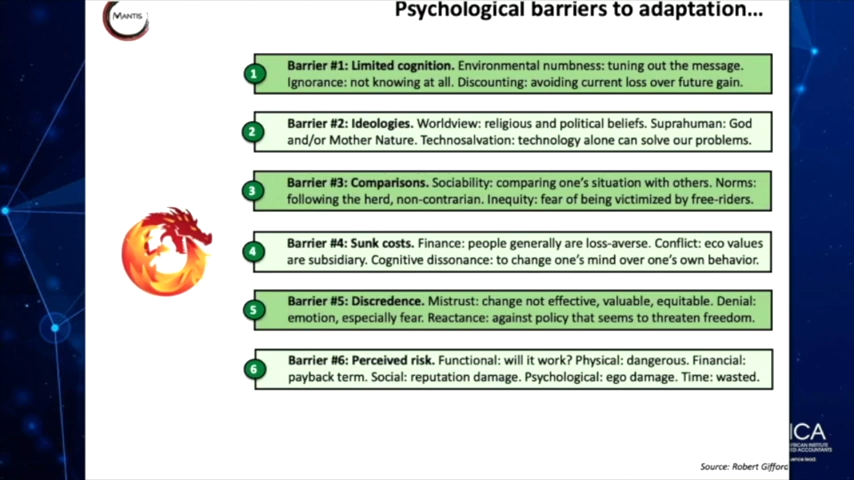 MANTIS
Psychological barriers to adaptation...
1
Barrier #1: Limited cognition. Environmental numbness: tuning out the message.
Ignorance: not knowing at all. Discounting: avoiding current loss over future gain.
2
Barrier #2: Ideologies. Worldview: religious and political beliefs. Suprahuman: God
and/or Mother Nature. Technosalvation: technology alone can solve our problems.
3
Barrier #3: Comparisons. Sociability: comparing one's situation with others. Norms:
following the herd, non-contrarian. Inequity: fear of being victimized by free-riders.
4
Barrier #4: Sunk costs. Finance: people generally are loss-averse. Conflict: eco values
are subsidiary. Cognitive dissonance: to change one's mind over one's own behavior.
5
Barrier #5: Discredence. Mistrust: change not effective, valuable, equitable. Denial:
emotion, especially fear. Reactance: against policy that seems to threaten freedom.
6
Barrier #6: Perceived risk. Functional: will it work? Physical: dangerous. Financial:
payback term. Social: reputation damage. Psychological: ego damage. Time: wasted.
ICA
RICAN INSTITUTE
ED ACCOUNTANTS
Source: Robert Gifford